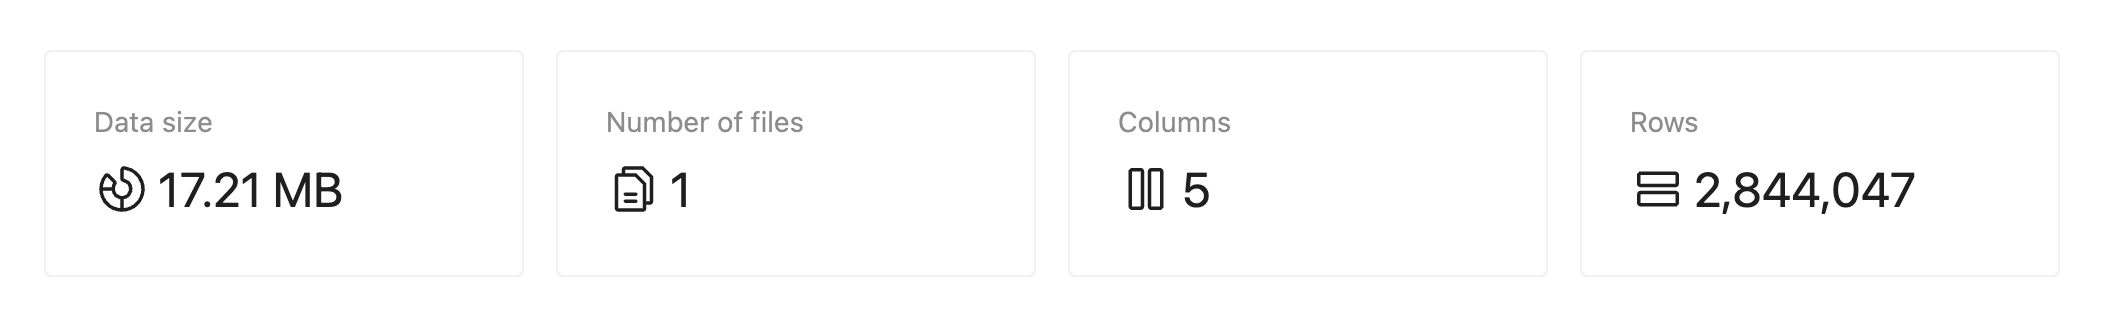 Data size
17.21 MB
Number of files
1
Columns
5
Rows
2,844,047